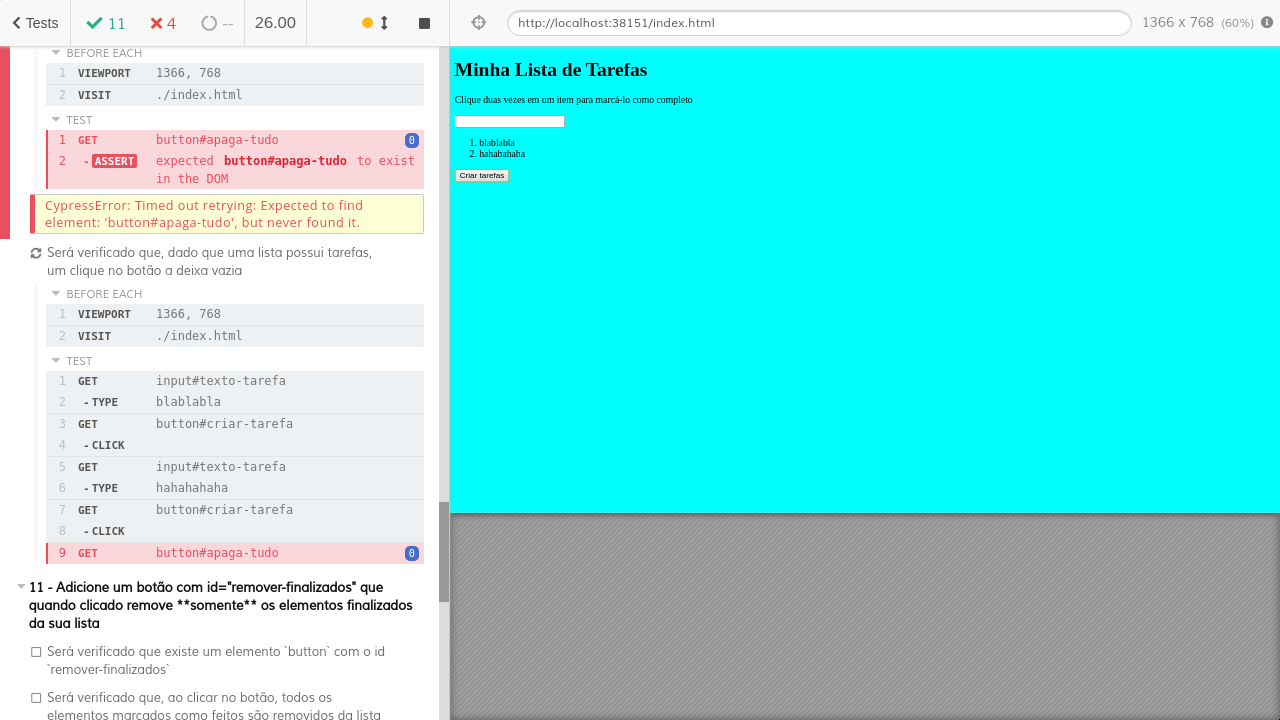 Tests
11
4
--
26.00
http://localhost:38151/index.html
1366 x 768 (60%)
BEFORE EACH
1 VIEWPORT 1366, 768
2 VISIT ./index.html
TEST
1 GET button#apaga-tudo 0
2 -ASSERT expected button#apaga-tudo to exist
in the DOM
CypressError: Timed out retrying: Expected to find
element: 'button#apaga-tudo', but never found it.
Será verificado que, dado que uma lista possui tarefas,
um clique no botão a deixa vazia
BEFORE EACH
1 VIEWPORT 1366, 768
2 VISIT ./index.html
TEST
1 GET input#texto-tarefa
2 -TYPE blablabla
3 GET button#criar-tarefa
4 -CLICK
5 GET input#texto-tarefa
6 -TYPE hahahahaha
7 GET button#criar-tarefa
8 -CLICK
9 GET button#apaga-tudo 0
11 - Adicione um botão com id="remover-finalizados" que
quando clicado remove **somente** os elementos finalizados
da sua lista
Será verificado que existe um elemento `button` com o id
`remover-finalizados`
Será verificado que, ao clicar no botão, todos os
elementos marcados como feitos são removidos da lista
Minha Lista de Tarefas
Clique duas vezes em um item para marcá-lo como completo
1. blablabla
2. hahahahaha
Criar tarefas